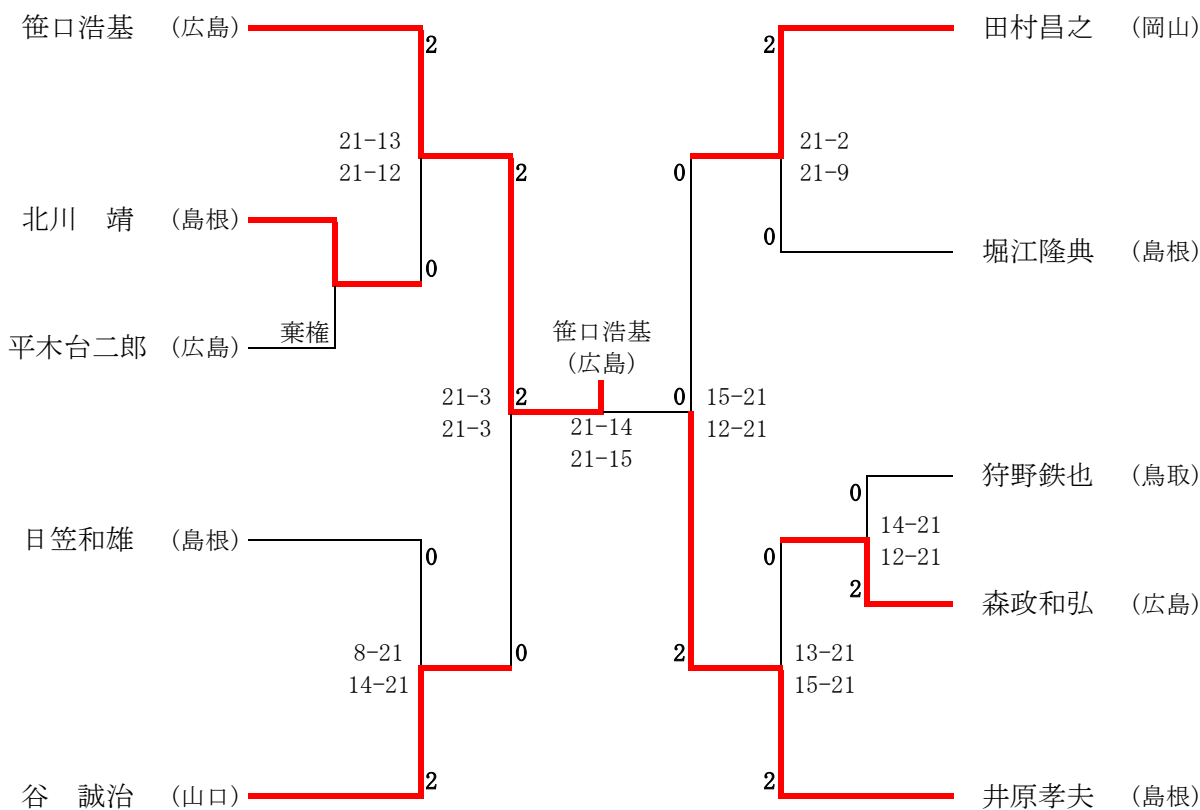 笹口浩基 (広島)
2
21-13
21-12
北川 靖 (島根)
0
平木台二郎 (広島)
棄権
2
21-3
21-3
2
日笠和雄 (島根)
0
8-21
14-21
0
谷 誠治 (山口)
2
笹口浩基
(広島)
21-14
21-15
田村昌之 (岡山)
2
21-2
21-9
0
0
堀江隆典 (島根)
0
15-21
12-21
狩野鉄也 (鳥取)
0
14-21
12-21
0
2
森政和弘 (広島)
2
13-21
15-21
2
井原孝夫 (島根)